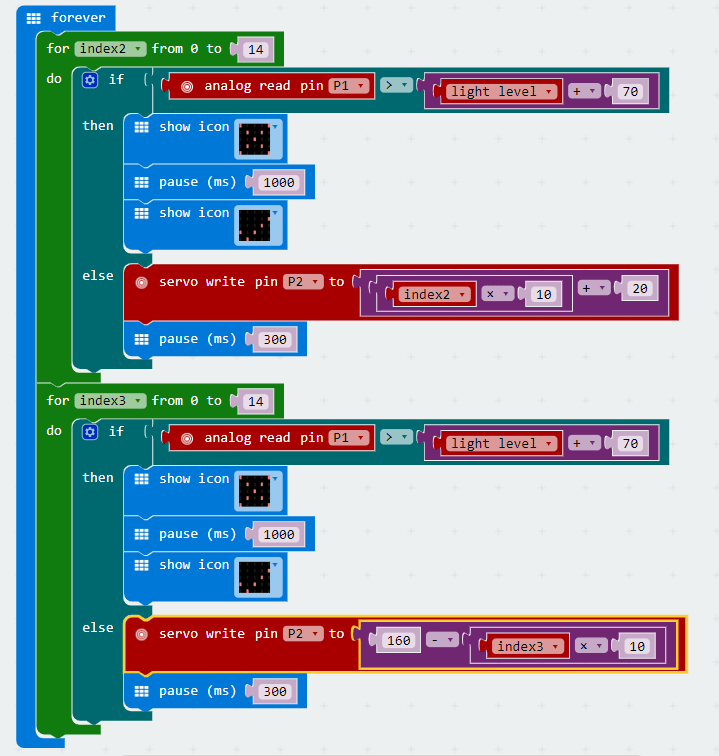 forever
for index2 from 0 to 14
do if analog read pin P1 > light level + 70
then show icon
pause (ms) 1000
show icon
else servo write pin P2 to index2 × 10 + 20
pause (ms) 300
for index3 from 0 to 14
do if analog read pin P1 > light level + 70
then show icon
pause (ms) 1000
show icon
else servo write pin P2 to 160 - index3 × 10
pause (ms) 300